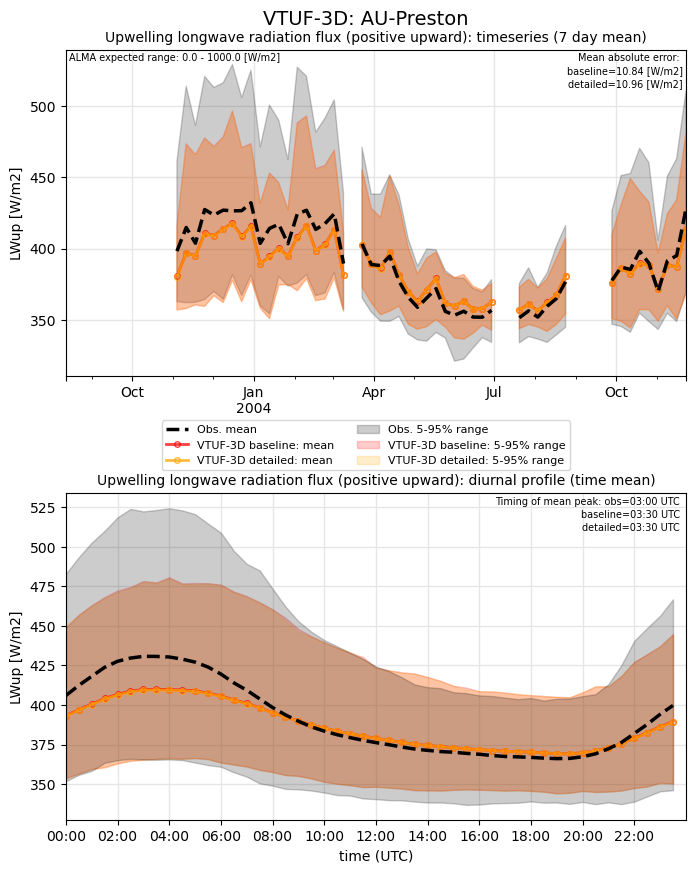 VTUF-3D: AU-Preston
Upwelling longwave radiation flux (positive upward): timeseries (7 day mean)
ALMA expected range: 0.0 - 1000.0 [W/m2]
Mean absolute error:
baseline=10.84 [W/m2]
detailed=10.96 [W/m2]
LWup [W/m2]
500
450
400
350
Oct
Jan
2004
Apr
Jul
Oct
Obs. mean
VTUF-3D baseline: mean
VTUF-3D detailed: mean
Obs. 5-95% range
VTUF-3D baseline: 5-95% range
VTUF-3D detailed: 5-95% range
Upwelling longwave radiation flux (positive upward): diurnal profile (time mean)
Timing of mean peak: obs=03:00 UTC
baseline=03:30 UTC
detailed=03:30 UTC
LWup [W/m2]
525
500
475
450
425
400
375
350
00:00
02:00
04:00
06:00
08:00
10:00
12:00
14:00
16:00
18:00
20:00
22:00
time (UTC)